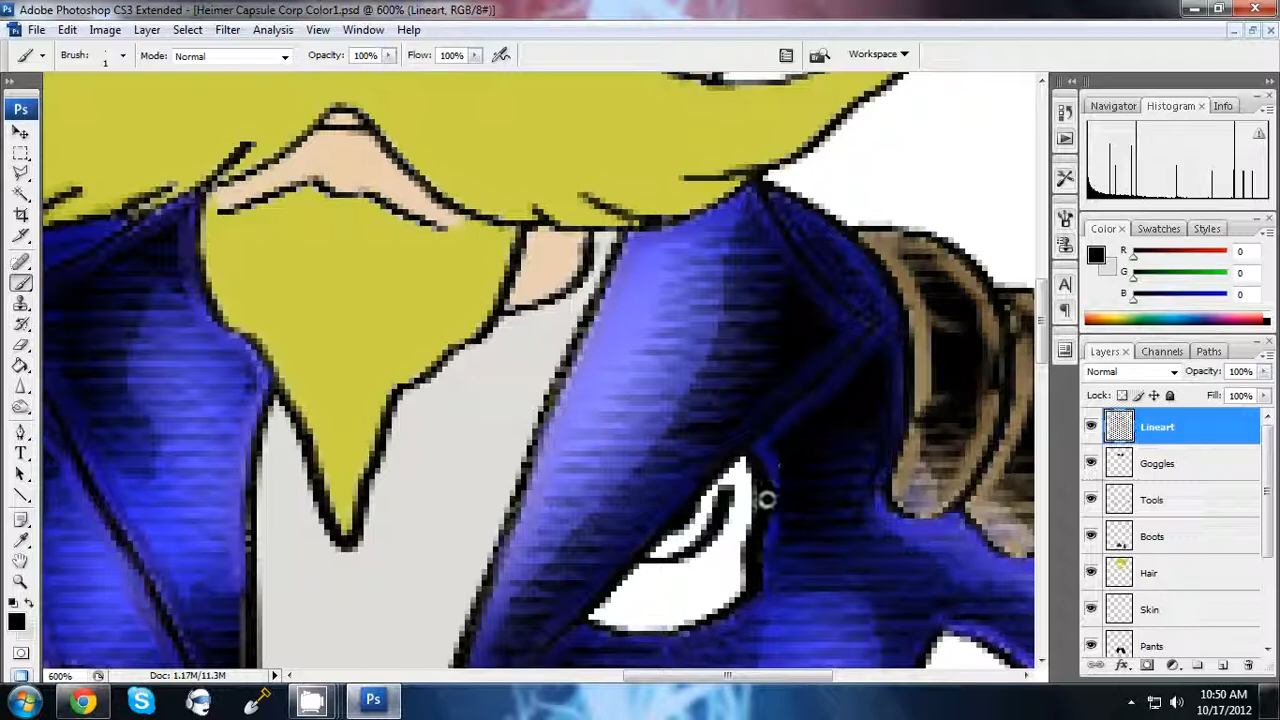 Adobe Photoshop CS3 Extended - [Heimer Capsule Corp Color1.psd @ 600% (Lineart, RGB/8#)]
File Edit Image Layer Select Filter Analysis View Window Help
Brush: 1 Mode: Normal Opacity: 100% Flow: 100% Workspace
Ps
Navigator Histogram Info
Color Swatches Styles
R 0
G 0
B 0
Layers Channels Paths
Normal Opacity: 100%
Lock: Fill: 100%
Lineart
Goggles
Tools
Boots
Hair
Skin
Pants
600% Doc: 1.17M/11.3M
Ps
10:50 AM
10/17/2012